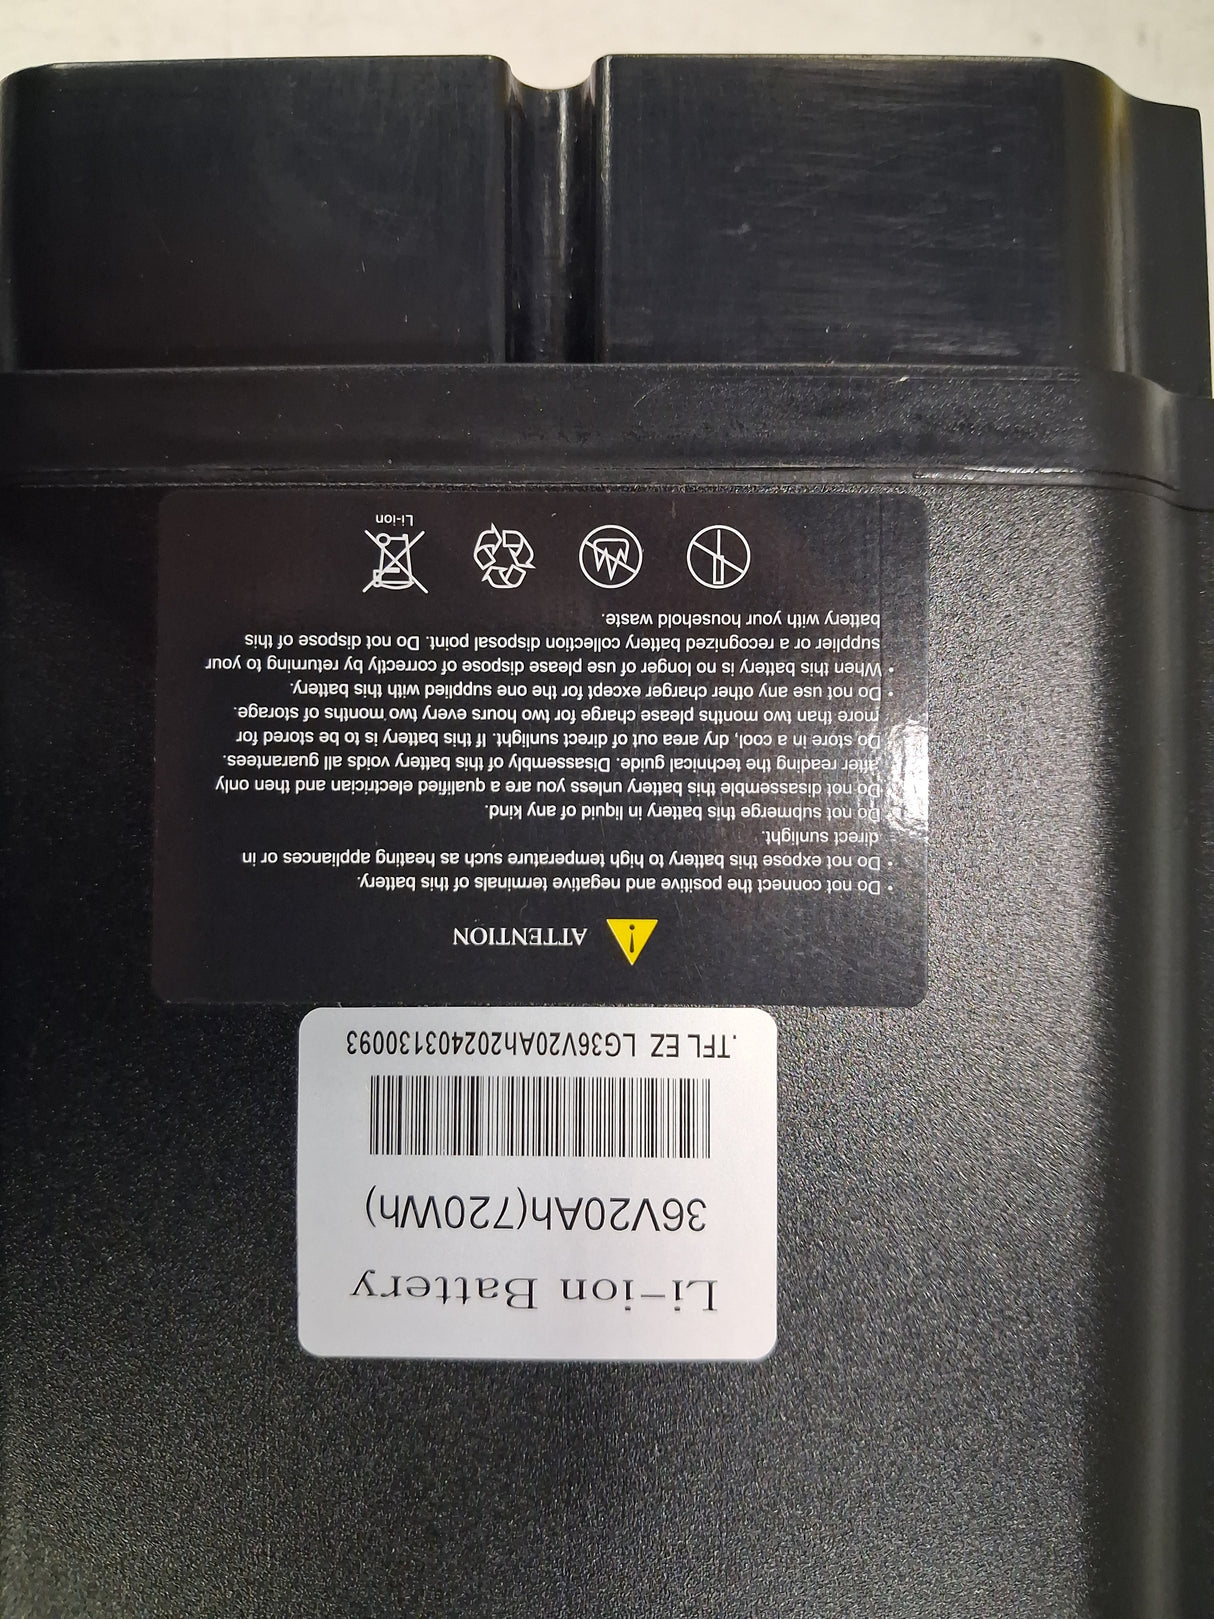 Li-ion Battery
36V20Ah(720Wh)
.TFL EZ LG36V20Ah202403130093
ATTENTION
• Do not connect the positive and negative terminals of this battery.
• Do not expose this battery to high temperature such as heating appliances or in
direct sunlight.
Do not submerge this battery in liquid of any kind.
Do not disassemble this battery unless you are a qualified electrician and then only
after reading the technical guide. Disassembly of this battery voids all guarantees.
Do store in a cool, dry area out of direct sunlight. If this battery is to be stored for
more than two months please charge for two hours every two months of storage.
• Do not use any other charger except for the one supplied with this battery.
• When this battery is no longer of use please dispose of correctly by returning to your
supplier or a recognized battery collection disposal point. Do not dispose of this
battery with your household waste.
Li-ion